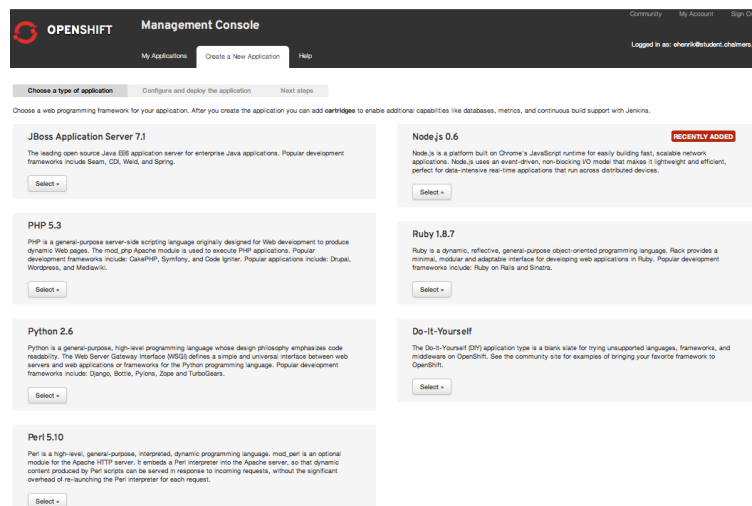 Community My Account Sign O
OPENSHIFT
Management Console
Logged in as: ehenrik@student.chalmers.
My Applications Create a New Application Help
Choose a type of application Configure and deploy the application Next steps
Choose a web programming framework for your application. After you create the application you can add cartridges to enable additional capabilities like databases, metrics, and continuous build support with Jenkins.
JBoss Application Server 7.1
The leading open source Java EE6 application server for enterprise Java applications. Popular development
frameworks include Seam, CDI, Weld, and Spring.
Select »
PHP 5.3
PHP is a general-purpose server-side scripting language originally designed for Web development to produce
dynamic Web pages. The mod_php Apache module is used to execute PHP applications. Popular
development frameworks include: CakePHP, Symfony, and Code Igniter. Popular applications include: Drupal,
Wordpress, and Mediawiki.
Select »
Python 2.6
Python is a general-purpose, high-level programming language whose design philosophy emphasizes code
readability. The Web Server Gateway Interface (WSGI) defines a simple and universal interface between web
servers and web applications or frameworks for the Python programming language. Popular development
frameworks include: Django, Bottle, Pylons, Zope and TurboGears.
Select »
Perl 5.10
Perl is a high-level, general-purpose, interpreted, dynamic programming language. mod_perl is an optional
module for the Apache HTTP server. It embeds a Perl interpreter into the Apache server, so that dynamic
content produced by Perl scripts can be served in response to incoming requests, without the significant
overhead of re-launching the Perl interpreter for each request.
Select »
Node.js 0.6
RECENTLY ADDED
Node.js is a platform built on Chrome's JavaScript runtime for easily building fast, scalable network
applications. Node.js uses an event-driven, non-blocking I/O model that makes it lightweight and efficient,
perfect for data-intensive real-time applications that run across distributed devices.
Select »
Ruby 1.8.7
Ruby is a dynamic, reflective, general-purpose object-oriented programming language. Rack provides a
minimal, modular and adaptable interface for developing web applications in Ruby. Popular development
frameworks include: Ruby on Rails and Sinatra.
Select »
Do-It-Yourself
The Do-It-Yourself (DIY) application type is a blank slate for trying unsupported languages, frameworks, and
middleware on OpenShift. See the community site for examples of bringing your favorite framework to
OpenShift.
Select »